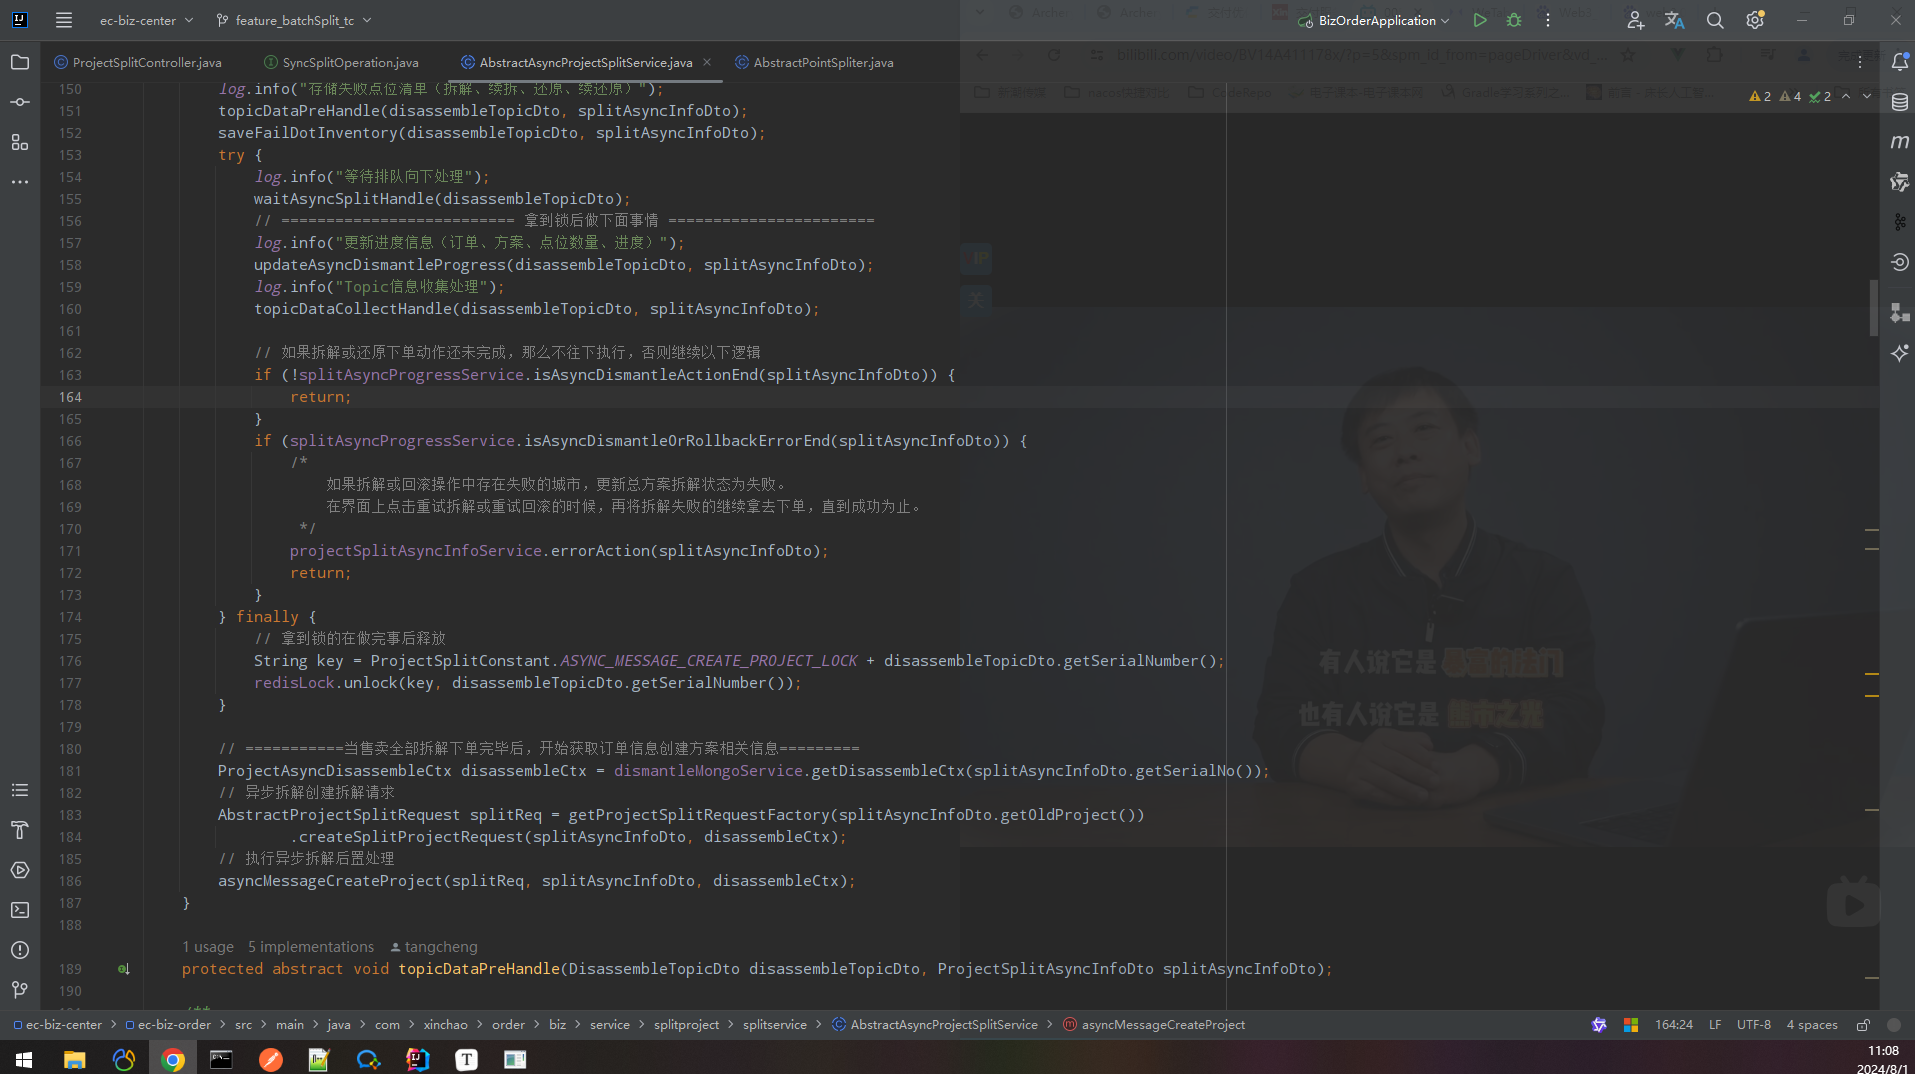 ec-biz-center
feature_batchSplit_tc
BizOrderApplication
ProjectSplitController.java
SyncSplitOperation.java
AbstractAsyncProjectSplitService.java
AbstractPointSpliter.java
2 4 2
150 log.info("存储失败点位清单（拆解、续拆、还原、续还原）");
151 topicDataPreHandle(disassembleTopicDto, splitAsyncInfoDto);
152 saveFailDotInventory(disassembleTopicDto, splitAsyncInfoDto);
153 try {
154 log.info("等待排队向下处理");
155 waitAsyncSplitHandle(disassembleTopicDto);
156 // ========================== 拿到锁后做下面事情 =======================
157 log.info("更新进度信息（订单、方案、点位数量、进度）");
158 updateAsyncDismantleProgress(disassembleTopicDto, splitAsyncInfoDto);
159 log.info("Topic信息收集处理");
160 topicDataCollectHandle(disassembleTopicDto, splitAsyncInfoDto);
161
162 // 如果拆解或还原下单动作还未完成，那么不往下执行，否则继续以下逻辑
163 if (!splitAsyncProgressService.isAsyncDismantleActionEnd(splitAsyncInfoDto)) {
164 return;
165 }
166 if (splitAsyncProgressService.isAsyncDismantleOrRollbackErrorEnd(splitAsyncInfoDto)) {
167 /*
168 如果拆解或回滚操作中存在失败的城市，更新总方案拆解状态为失败。
169 在界面上点击重试拆解或重试回滚的时候，再将拆解失败的继续拿去下单，直到成功为止。
170 */
171 projectSplitAsyncInfoService.errorAction(splitAsyncInfoDto);
172 return;
173 }
174 } finally {
175 // 拿到锁的在做完事后释放
176 String key = ProjectSplitConstant.ASYNC_MESSAGE_CREATE_PROJECT_LOCK + disassembleTopicDto.getSerialNumber();
177 redisLock.unlock(key, disassembleTopicDto.getSerialNumber());
178 }
179
180 // ===========当售卖全部拆解下单完毕后，开始获取订单信息创建方案相关信息=========
181 ProjectAsyncDisassembleCtx disassembleCtx = dismantleMongoService.getDisassembleCtx(splitAsyncInfoDto.getSerialNo());
182 // 异步拆解创建拆解请求
183 AbstractProjectSplitRequest splitReq = getProjectSplitRequestFactory(splitAsyncInfoDto.getOldProject())
184 .createSplitProjectRequest(splitAsyncInfoDto, disassembleCtx);
185 // 执行异步拆解后置处理
186 asyncMessageCreateProject(splitReq, splitAsyncInfoDto, disassembleCtx);
187 }
188
1 usage 5 implementations tangcheng
189 protected abstract void topicDataPreHandle(DisassembleTopicDto disassembleTopicDto, ProjectSplitAsyncInfoDto splitAsyncInfoDto);
190
有人说它是 暴富的法门
也有人说它是 熊市之光
ec-biz-center > ec-biz-order > src > main > java > com > xinchao > order > biz > service > splitproject > splitservice > AbstractAsyncProjectSplitService > asyncMessageCreateProject
164:24 LF UTF-8 4 spaces
11:08
2024/8/1